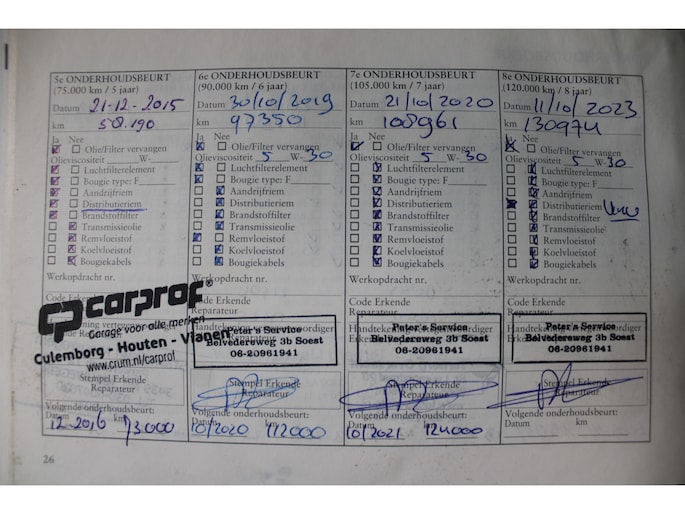 5e ONDERHOUDSBEURT
(75.000 km / 5 jaar)
Datum 21-12-2015
km 58.190
Ja Nee
Olie/Filter vervangen
Olieviscositeit W-
Luchtfilterelement
Bougie type: F
Aandrijfriem
Distributieriem
Brandstoffilter
Transmissieolie
Remvloeistof
Koelvloeistof
Bougiekabels
Werkopdracht nr.
Code Erkende
CP carprof®
Garage voor alle merken
Culemborg - Houten - Vianen
www.crum.nl/carprof
Stempel Erkende
Reparateur
Volgende onderhoudsbeurt:
12-2016 73000
26
6e ONDERHOUDSBEURT
(90.000 km / 6 jaar)
Datum 30/10/2019
km 97350
Ja Nee
Olie/Filter vervangen
Olieviscositeit 5 W-30
Luchtfilterelement
Bougie type: F
Aandrijfriem
Distributieriem
Brandstoffilter
Transmissieolie
Remvloeistof
Koelvloeistof
Bougiekabels
Werkopdracht nr.
Code Erkende
Reparateur
Peter's Service
Belvedereweg 3b Soest
06-20961941
Stempel Erkende
Reparateur
Volgende onderhoudsbeurt:
Datum km
10/2020 112000
7e ONDERHOUDSBEURT
(105.000 km / 7 jaar)
Datum 21/10/2020
km 108961
Ja Nee
Olie/Filter vervangen
Olieviscositeit 5 W-30
Luchtfilterelement
Bougie type: F
Aandrijfriem
Distributieriem
Brandstoffilter
Transmissieolie
Remvloeistof
Koelvloeistof
Bougiekabels
Werkopdracht nr.
Code Erkende
Reparateur
Peter's Service
Belvedereweg 3b Soest
06-20961941
Stempel Erkende
Reparateur
Volgende onderhoudsbeurt:
Datum km
10/2021 124000
8e ONDERHOUDSBEURT
(120.000 km / 8 jaar)
Datum 11/10/2023
km 130974
Ja Nee
Olie/Filter vervangen
Olieviscositeit 5 W-30
Luchtfilterelement
Bougie type: F
Aandrijfriem
Distributieriem
Brandstoffilter
Transmissieolie
Remvloeistof
Koelvloeistof
Bougiekabels
Werkopdracht nr.
Code Erkende
Reparateur
Peter's Service
Belvedereweg 3b Soest
06-20961941
Stempel Erkende
Reparateur
Volgende onderhoudsbeurt:
Datum km